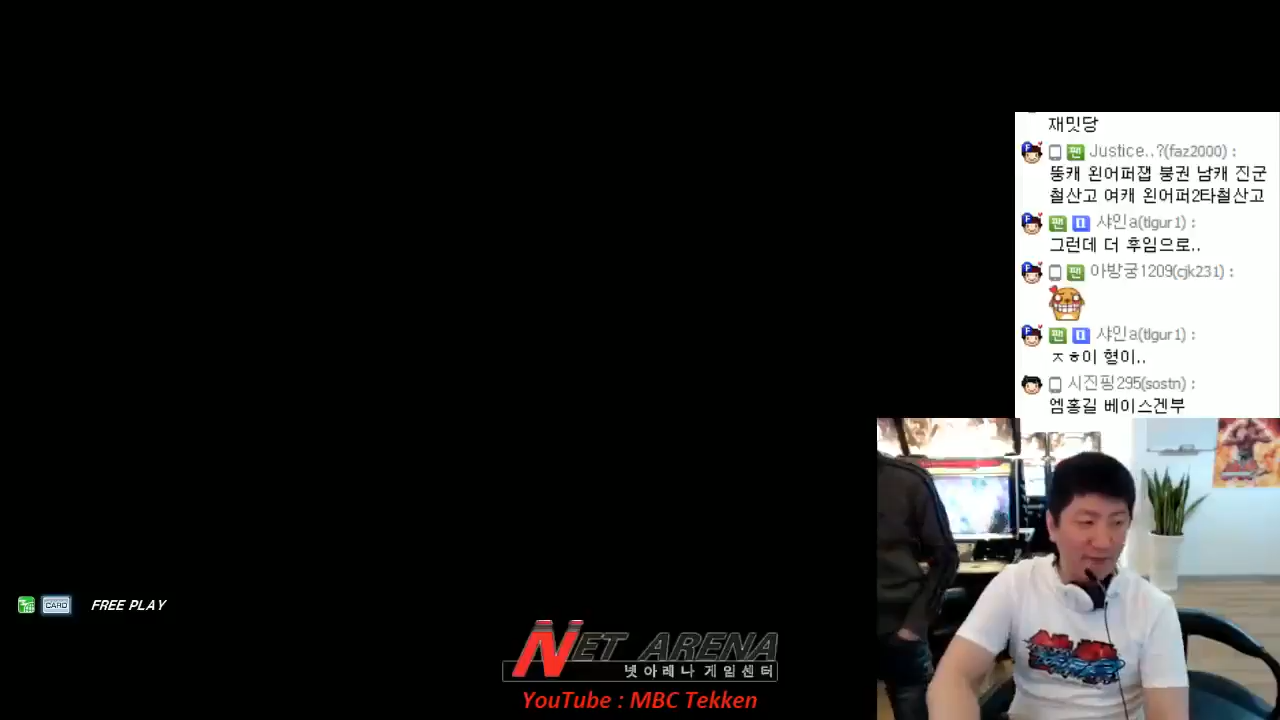 재밋당
Justice..?(faz2000) :
뚱캐 왼어퍼잽 붕권 남캐 진군
철산고 여캐 왼어퍼2타철산고
팬 샤인a(tlgur1) :
그런데 더 후임으로..
팬 아방궁1209(cjk231) :
팬 샤인a(tlgur1) :
ㅈㅎ이 형이..
시진핑295(sostn) :
엠홍길 베이스겐부
CARD FREE PLAY
NET ARENA
넷아레나 게임센터
YouTube : MBC Tekken